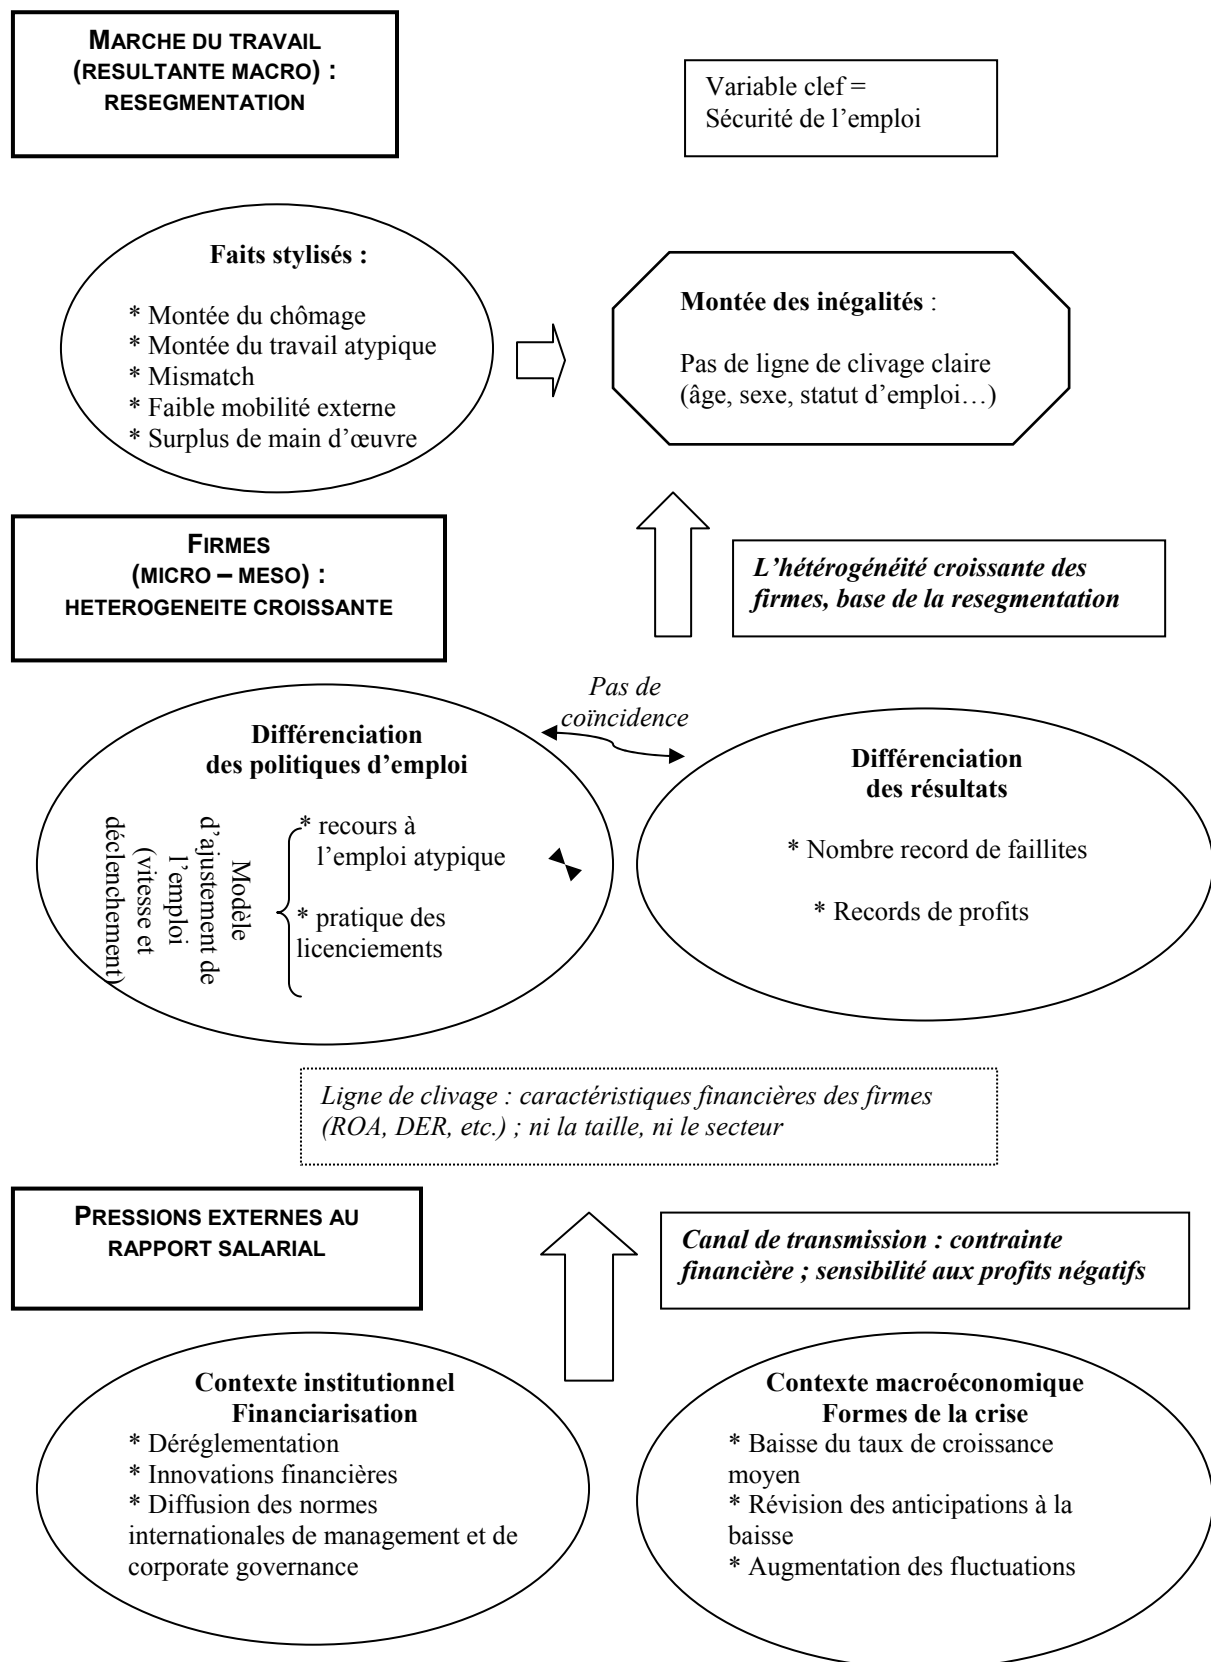 MARCHE DU TRAVAIL
(RESULTANTE MACRO) :
RESEGMENTATION
Variable clef =
Sécurité de l’emploi
Faits stylisés :
* Montée du chômage
* Montée du travail atypique
* Mismatch
* Faible mobilité externe
* Surplus de main d’œuvre
Montée des inégalités :
Pas de ligne de clivage claire
(âge, sexe, statut d’emploi…)
FIRMES
(MICRO – MESO) :
HETEROGENEITE CROISSANTE
L’hétérogénéité croissante des
firmes, base de la resegmentation
Pas de
coïncidence
Différenciation
des politiques d’emploi
Modèle
d’ajustement de
l’emploi
(vitesse et
déclenchement)
* recours à
l’emploi atypique
* pratique des
licenciements
Différenciation
des résultats
* Nombre record de faillites
* Records de profits
Ligne de clivage : caractéristiques financières des firmes
(ROA, DER, etc.) ; ni la taille, ni le secteur
PRESSIONS EXTERNES AU
RAPPORT SALARIAL
Canal de transmission : contrainte
financière ; sensibilité aux profits négatifs
Contexte institutionnel
Financiarisation
* Déréglementation
* Innovations financières
* Diffusion des normes
internationales de management et de
corporate governance
Contexte macroéconomique
Formes de la crise
* Baisse du taux de croissance
moyen
* Révision des anticipations à la
baisse
* Augmentation des fluctuations